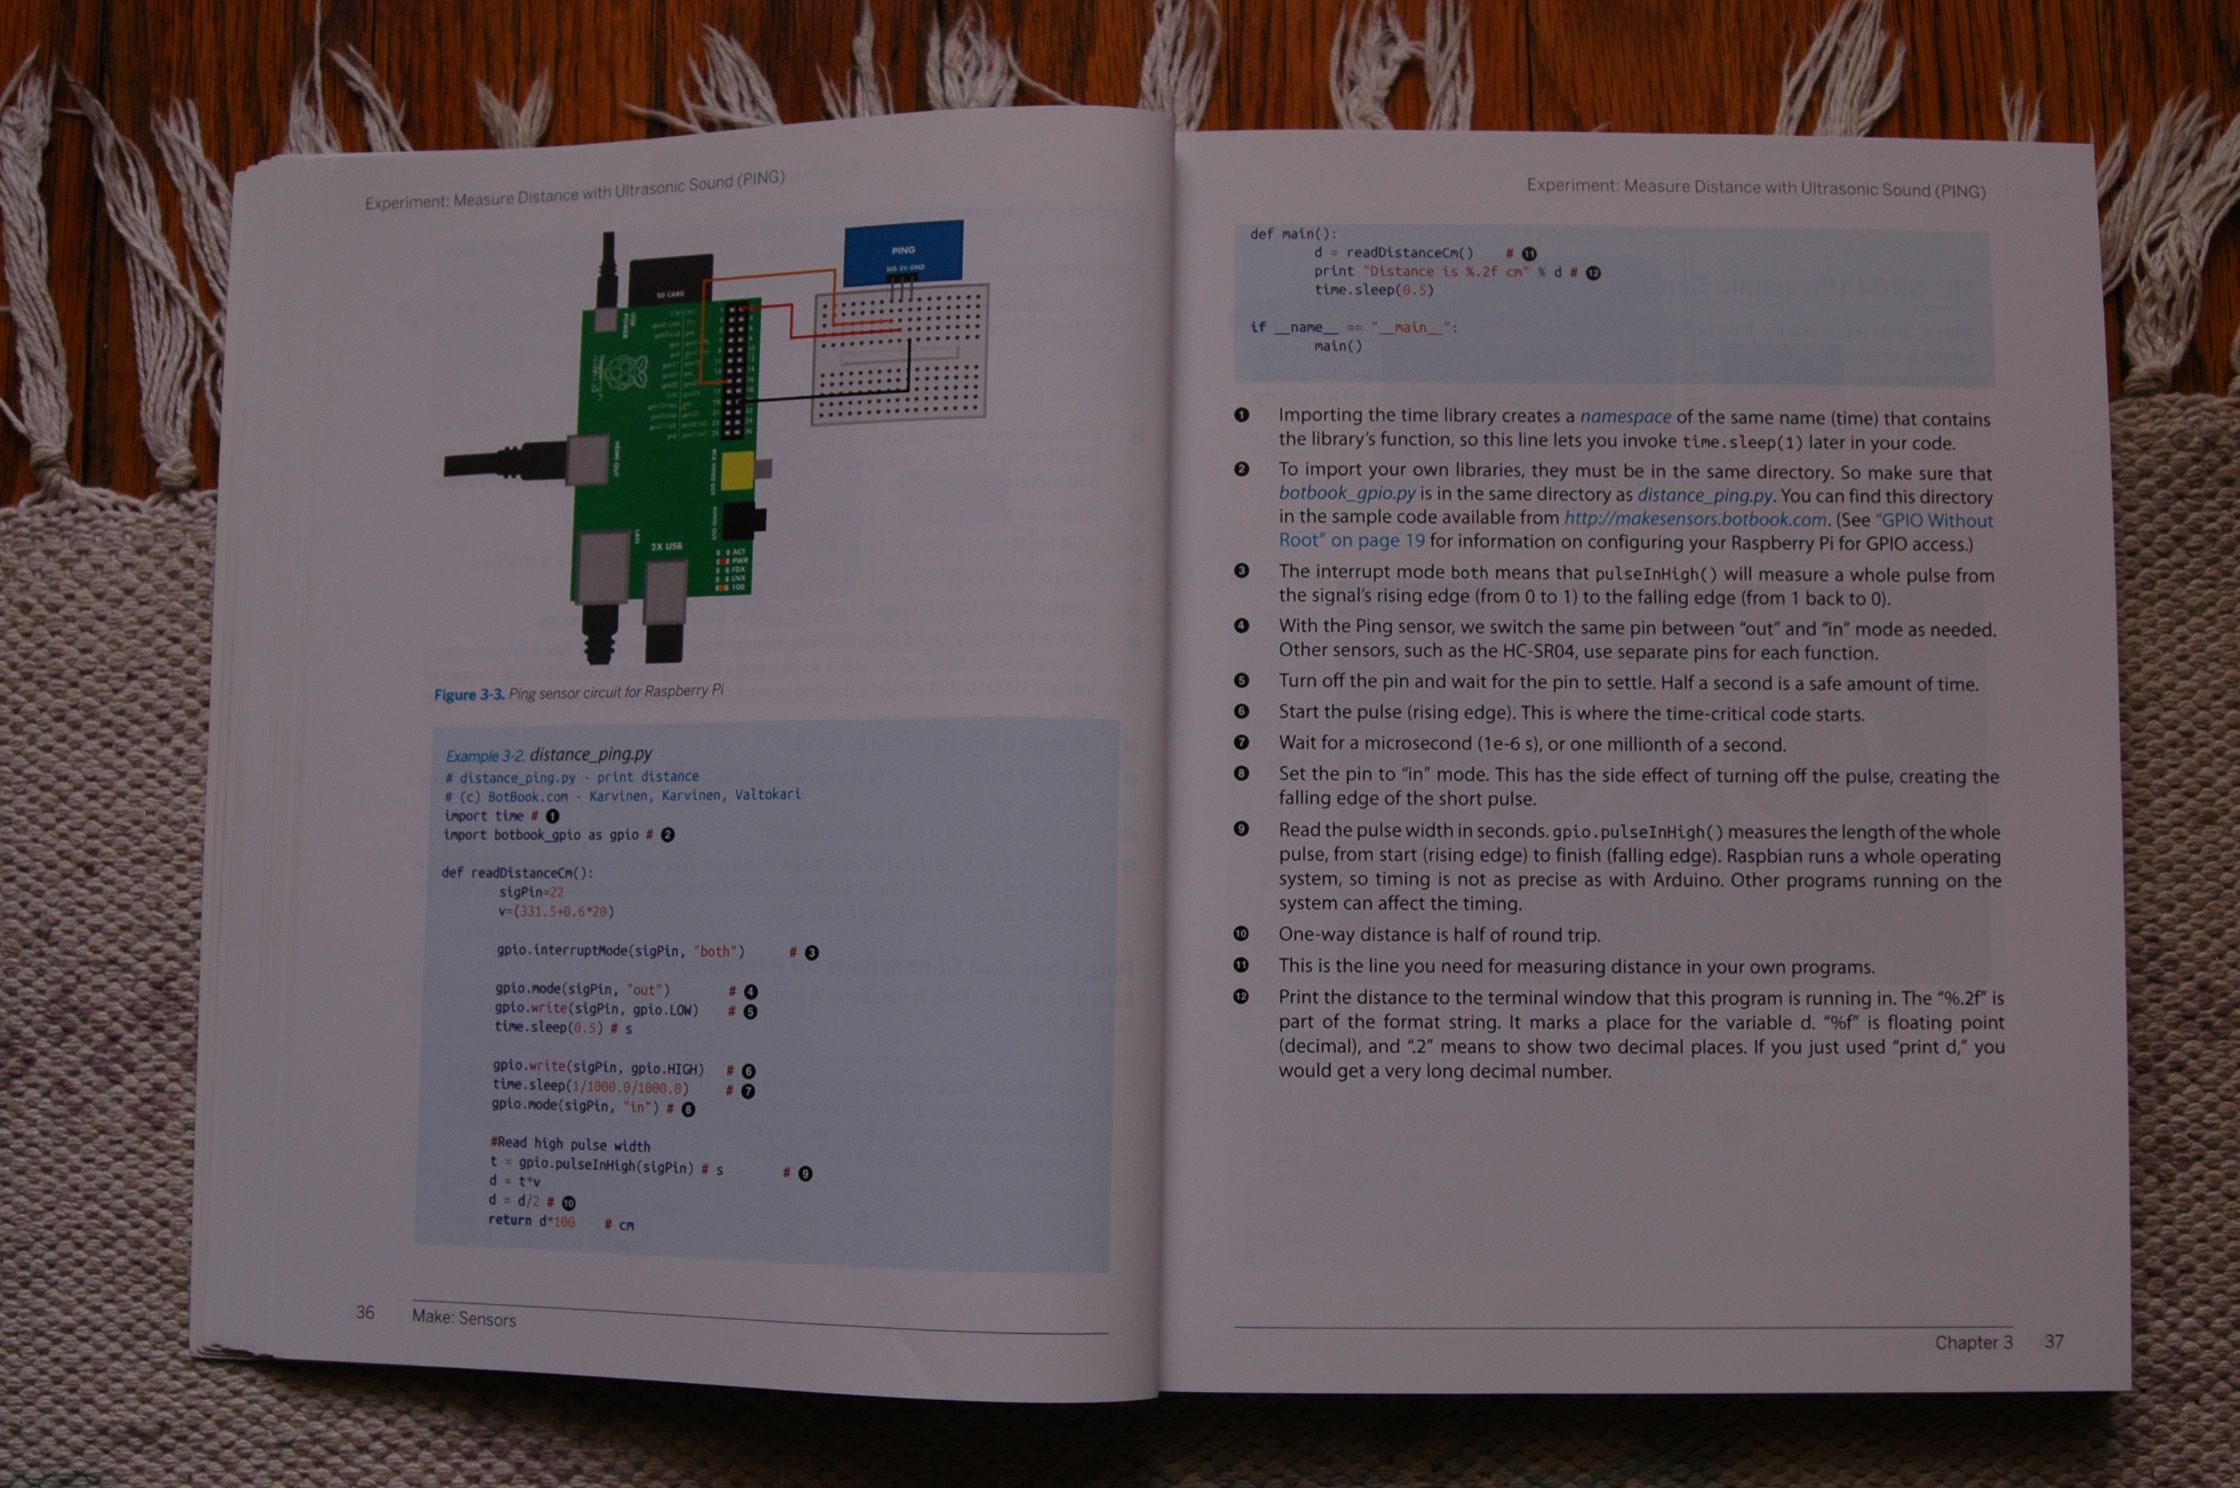 Experiment: Measure Distance with Ultrasonic Sound (PING)
PING
SIG 5V GND
SD CARD
USB
POWER
RCA VIDEO OUT
AUDIO OUT
ACT
PWR
FDX
LNK
100
HDMI OUT
LAN
2X USB
Figure 3-3. Ping sensor circuit for Raspberry Pi
Example 3-2. distance_ping.py
# distance_ping.py - print distance
# (c) BotBook.com - Karvinen, Karvinen, Valtokari
import time # ❶
import botbook_gpio as gpio # ❷
def readDistanceCm():
sigPin=22
v=(331.5+0.6*20)
gpio.interruptMode(sigPin, "both") # ❸
gpio.mode(sigPin, "out") # ❹
gpio.write(sigPin, gpio.LOW) # ❺
time.sleep(0.5) # s
gpio.write(sigPin, gpio.HIGH) # ❻
time.sleep(1/1000.0/1000.0) # ❼
gpio.mode(sigPin, "in") # ❽
#Read high pulse width
t = gpio.pulseInHigh(sigPin) # s # ❾
d = t*v
d = d/2 # ❿
return d*100 # cm
36 Make: Sensors
Experiment: Measure Distance with Ultrasonic Sound (PING)
def main():
d = readDistanceCm() # ⓫
print "Distance is %.2f cm" % d # ⓬
time.sleep(0.5)
if __name__ == "__main__":
main()
❶ Importing the time library creates a namespace of the same name (time) that contains
the library's function, so this line lets you invoke time.sleep(1) later in your code.
❷ To import your own libraries, they must be in the same directory. So make sure that
botbook_gpio.py is in the same directory as distance_ping.py. You can find this directory
in the sample code available from http://makesensors.botbook.com. (See "GPIO Without
Root" on page 19 for information on configuring your Raspberry Pi for GPIO access.)
❸ The interrupt mode both means that pulseInHigh() will measure a whole pulse from
the signal's rising edge (from 0 to 1) to the falling edge (from 1 back to 0).
❹ With the Ping sensor, we switch the same pin between "out" and "in" mode as needed.
Other sensors, such as the HC-SR04, use separate pins for each function.
❺ Turn off the pin and wait for the pin to settle. Half a second is a safe amount of time.
❻ Start the pulse (rising edge). This is where the time-critical code starts.
❼ Wait for a microsecond (1e-6 s), or one millionth of a second.
❽ Set the pin to "in" mode. This has the side effect of turning off the pulse, creating the
falling edge of the short pulse.
❾ Read the pulse width in seconds. gpio.pulseInHigh() measures the length of the whole
pulse, from start (rising edge) to finish (falling edge). Raspbian runs a whole operating
system, so timing is not as precise as with Arduino. Other programs running on the
system can affect the timing.
❿ One-way distance is half of round trip.
⓫ This is the line you need for measuring distance in your own programs.
⓬ Print the distance to the terminal window that this program is running in. The "%.2f" is
part of the format string. It marks a place for the variable d. "%f" is floating point
(decimal), and ".2" means to show two decimal places. If you just used "print d," you
would get a very long decimal number.
Chapter 3 37